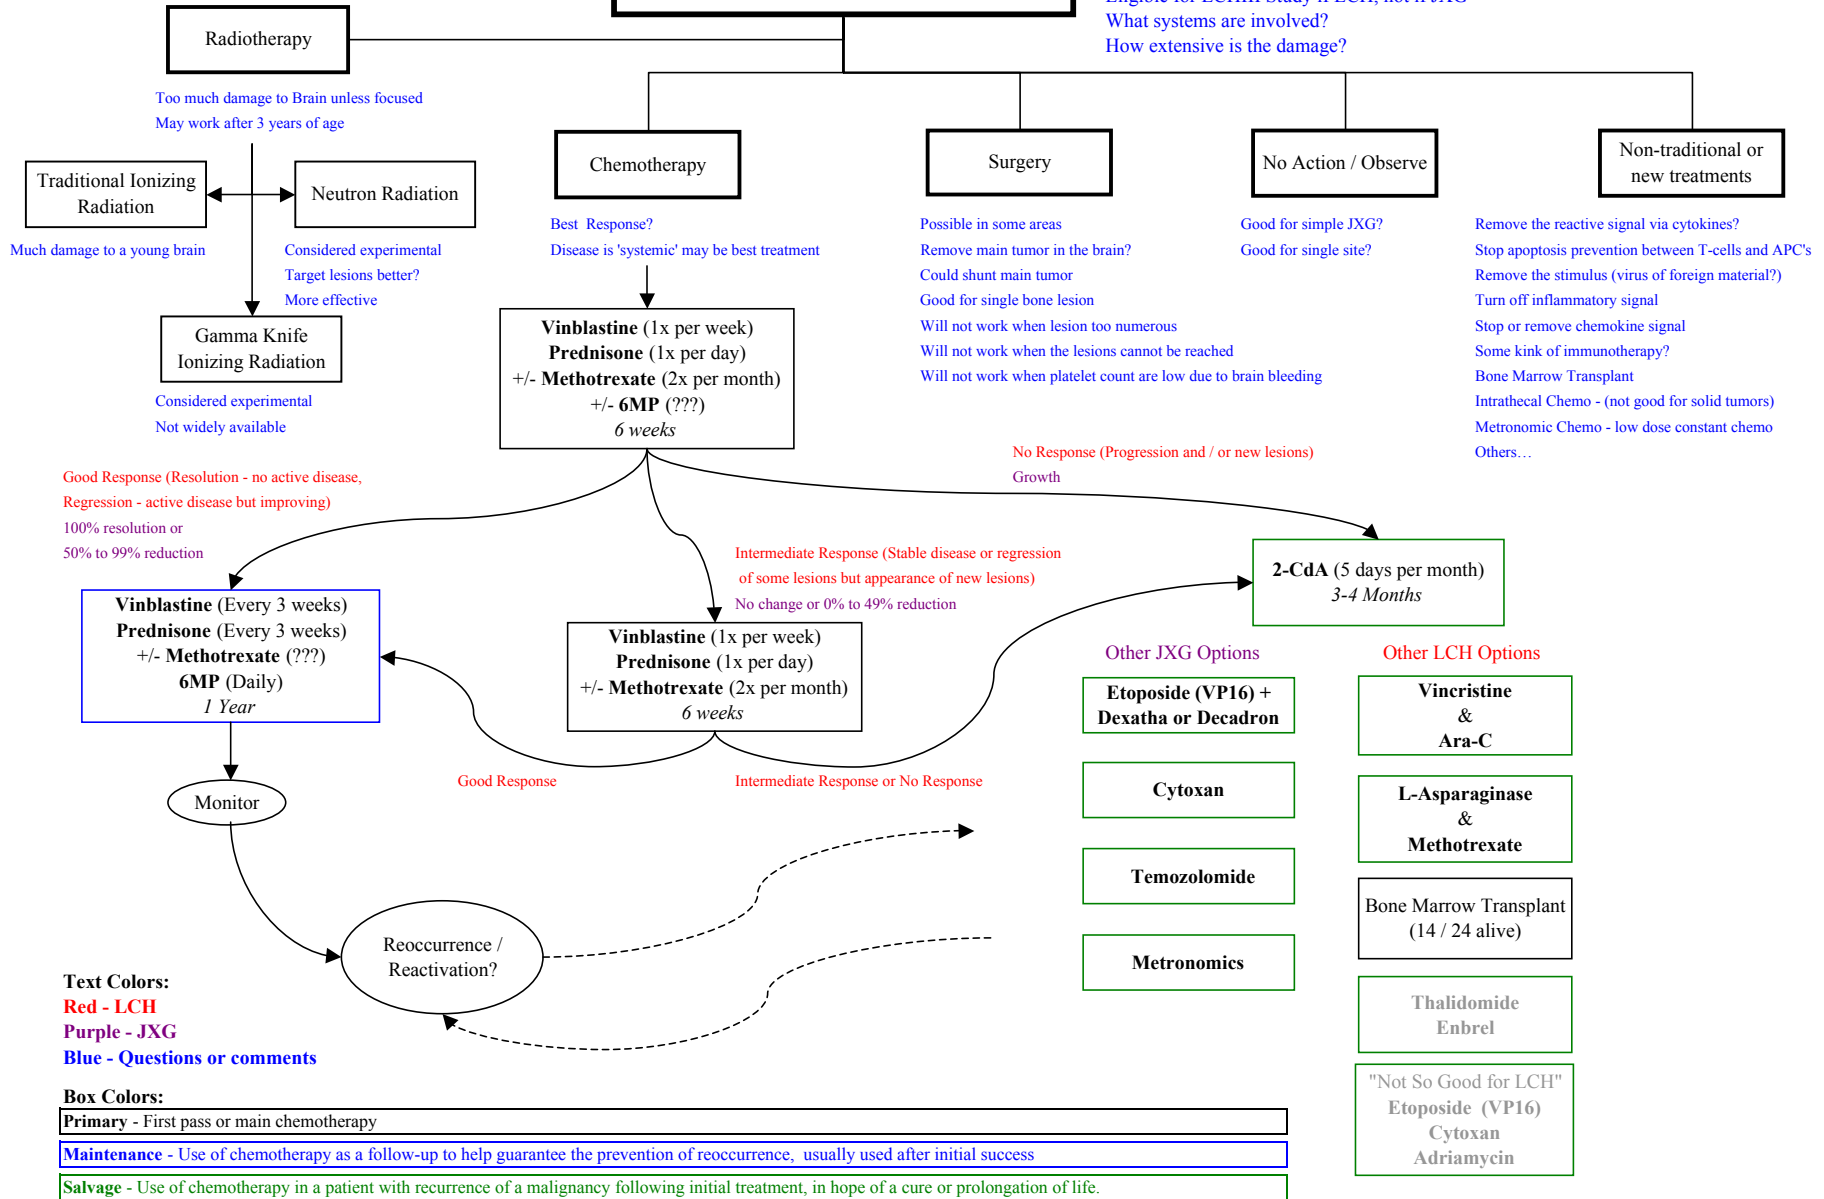 Eligible for LCHIII Study if LCH, not if JXG
What systems are involved?
How extensive is the damage?
Radiotherapy
Too much damage to Brain unless focused
May work after 3 years of age
Traditional Ionizing
Radiation
Neutron Radiation
Much damage to a young brain
Considered experimental
Target lesions better?
More effective
Gamma Knife
Ionizing Radiation
Considered experimental
Not widely available
Chemotherapy
Best Response?
Disease is 'systemic' may be best treatment
Surgery
Possible in some areas
Remove main tumor in the brain?
Could shunt main tumor
Good for single bone lesion
Will not work when lesion too numerous
Will not work when the lesions cannot be reached
Will not work when platelet count are low due to brain bleeding
No Action / Observe
Good for simple JXG?
Good for single site?
Non-traditional or
new treatments
Remove the reactive signal via cytokines?
Stop apoptosis prevention between T-cells and APC's
Remove the stimulus (virus of foreign material?)
Turn off inflammatory signal
Stop or remove chemokine signal
Some kink of immunotherapy?
Bone Marrow Transplant
Intrathecal Chemo - (not good for solid tumors)
Metronomic Chemo - low dose constant chemo
Others…
Vinblastine (1x per week)
Prednisone (1x per day)
+/- Methotrexate (2x per month)
+/- 6MP (???)
6 weeks
Good Response (Resolution - no active disease,
Regression - active disease but improving)
100% resolution or
50% to 99% reduction
No Response (Progression and / or new lesions)
Growth
Intermediate Response (Stable disease or regression
of some lesions but appearance of new lesions)
No change or 0% to 49% reduction
Vinblastine (Every 3 weeks)
Prednisone (Every 3 weeks)
+/- Methotrexate (???)
6MP (Daily)
1 Year
Vinblastine (1x per week)
Prednisone (1x per day)
+/- Methotrexate (2x per month)
6 weeks
2-CdA (5 days per month)
3-4 Months
Good Response
Intermediate Response or No Response
Monitor
Reoccurrence /
Reactivation?
Other JXG Options
Etoposide (VP16) +
Dexatha or Decadron
Cytoxan
Temozolomide
Metronomics
Other LCH Options
Vincristine
&
Ara-C
L-Asparaginase
&
Methotrexate
Bone Marrow Transplant
(14 / 24 alive)
Thalidomide
Enbrel
"Not So Good for LCH"
Etoposide (VP16)
Cytoxan
Adriamycin
Text Colors:
Red - LCH
Purple - JXG
Blue - Questions or comments
Box Colors:
Primary - First pass or main chemotherapy
Maintenance - Use of chemotherapy as a follow-up to help guarantee the prevention of reoccurrence, usually used after initial success
Salvage - Use of chemotherapy in a patient with recurrence of a malignancy following initial treatment, in hope of a cure or prolongation of life.